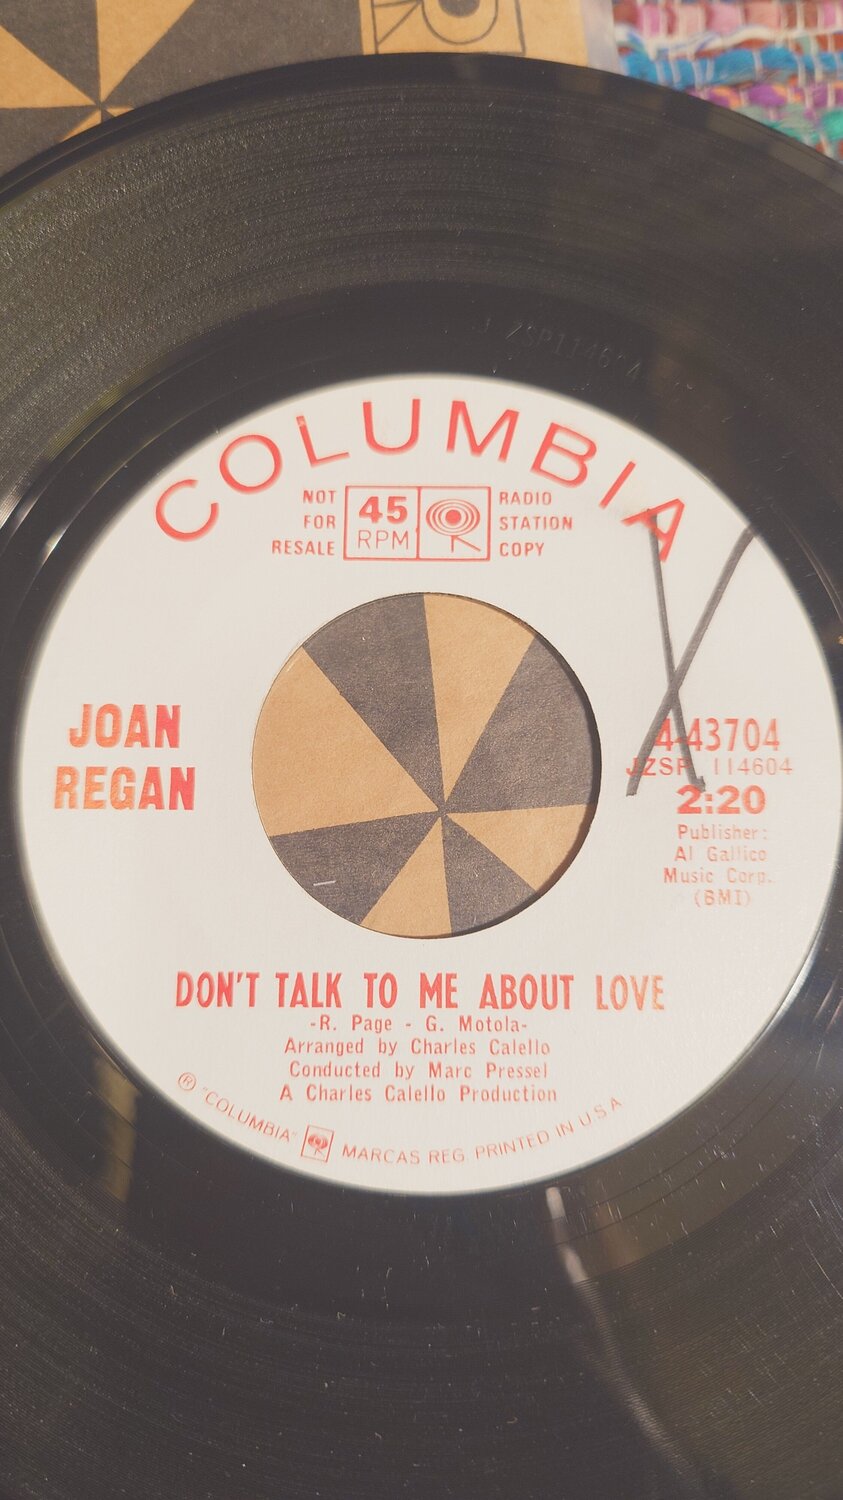 COLUMBIA
NOT
FOR
RESALE
45
RPM
RADIO
STATION
COPY
JOAN
REGAN
4-43704
JZSP 114604
2:20
Publisher:
Al Gallico
Music Corp.
(BMI)
DON'T TALK TO ME ABOUT LOVE
-R. Page - G. Motola-
Arranged by Charles Calello
Conducted by Marc Pressel
A Charles Calello Production
Ⓡ "COLUMBIA" MARCAS REG. PRINTED IN U.S.A